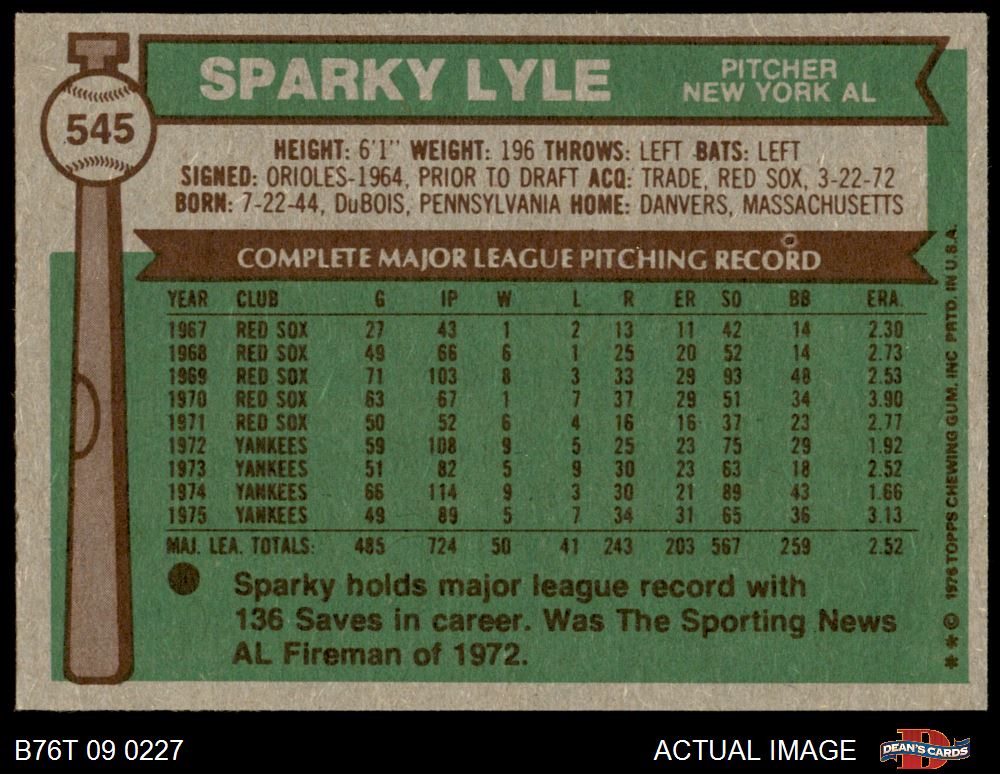 SPARKY LYLE
PITCHER
NEW YORK AL
545
HEIGHT: 6'1" WEIGHT: 196 THROWS: LEFT BATS: LEFT
SIGNED: ORIOLES-1964, PRIOR TO DRAFT ACQ: TRADE, RED SOX, 3-22-72
BORN: 7-22-44, DuBOIS, PENNSYLVANIA HOME: DANVERS, MASSACHUSETTS
COMPLETE MAJOR LEAGUE PITCHING RECORD
YEAR CLUB G IP W L R ER SO BB ERA.
1967 RED SOX 27 43 1 2 13 11 42 14 2.30
1968 RED SOX 49 66 6 1 25 20 52 14 2.73
1969 RED SOX 71 103 8 3 33 29 93 48 2.53
1970 RED SOX 63 67 1 7 37 29 51 34 3.90
1971 RED SOX 50 52 6 4 16 16 37 23 2.77
1972 YANKEES 59 108 9 5 25 23 75 29 1.92
1973 YANKEES 51 82 5 9 30 23 63 18 2.52
1974 YANKEES 66 114 9 3 30 21 89 43 1.66
1975 YANKEES 49 89 5 7 34 31 65 36 3.13
MAJ. LEA. TOTALS: 485 724 50 41 243 203 567 259 2.52
Sparky holds major league record with
136 Saves in career. Was The Sporting News
AL Fireman of 1972.
** © 1976 TOPPS CHEWING GUM, INC PRTD. IN U.S.A.
B76T 09 0227
ACTUAL IMAGE
DEAN'S CARDS